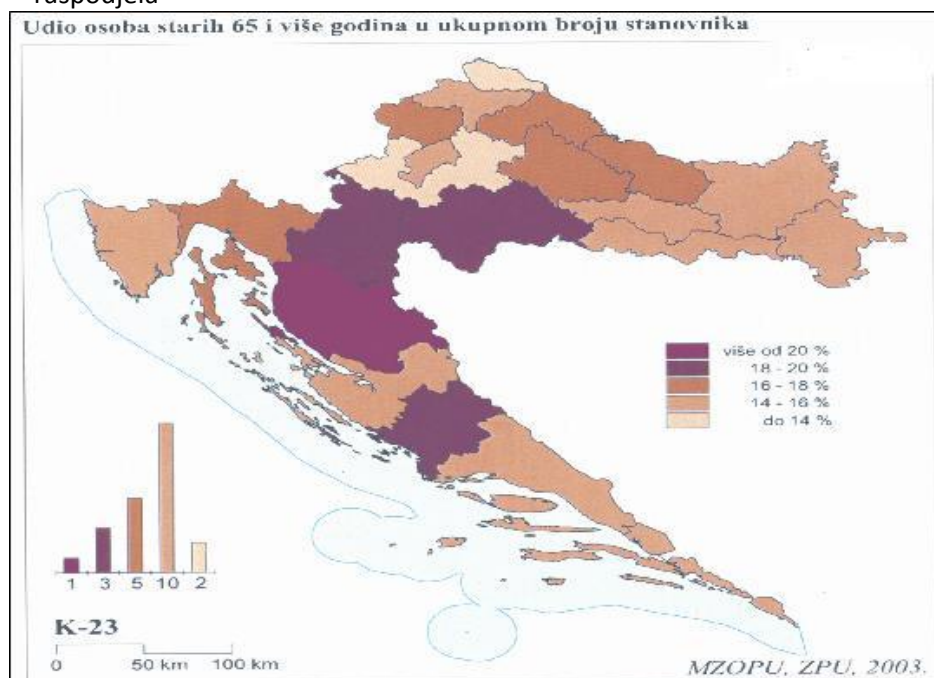 raspodjela
Udio osoba starih 65 i više godina u ukupnom broju stanovnika
više od 20 %
18 - 20 %
16 - 18 %
14 - 16 %
do 14 %
1 3 5 10 2
K-23
0 50 km 100 km
MZOPU, ZPU, 2003.